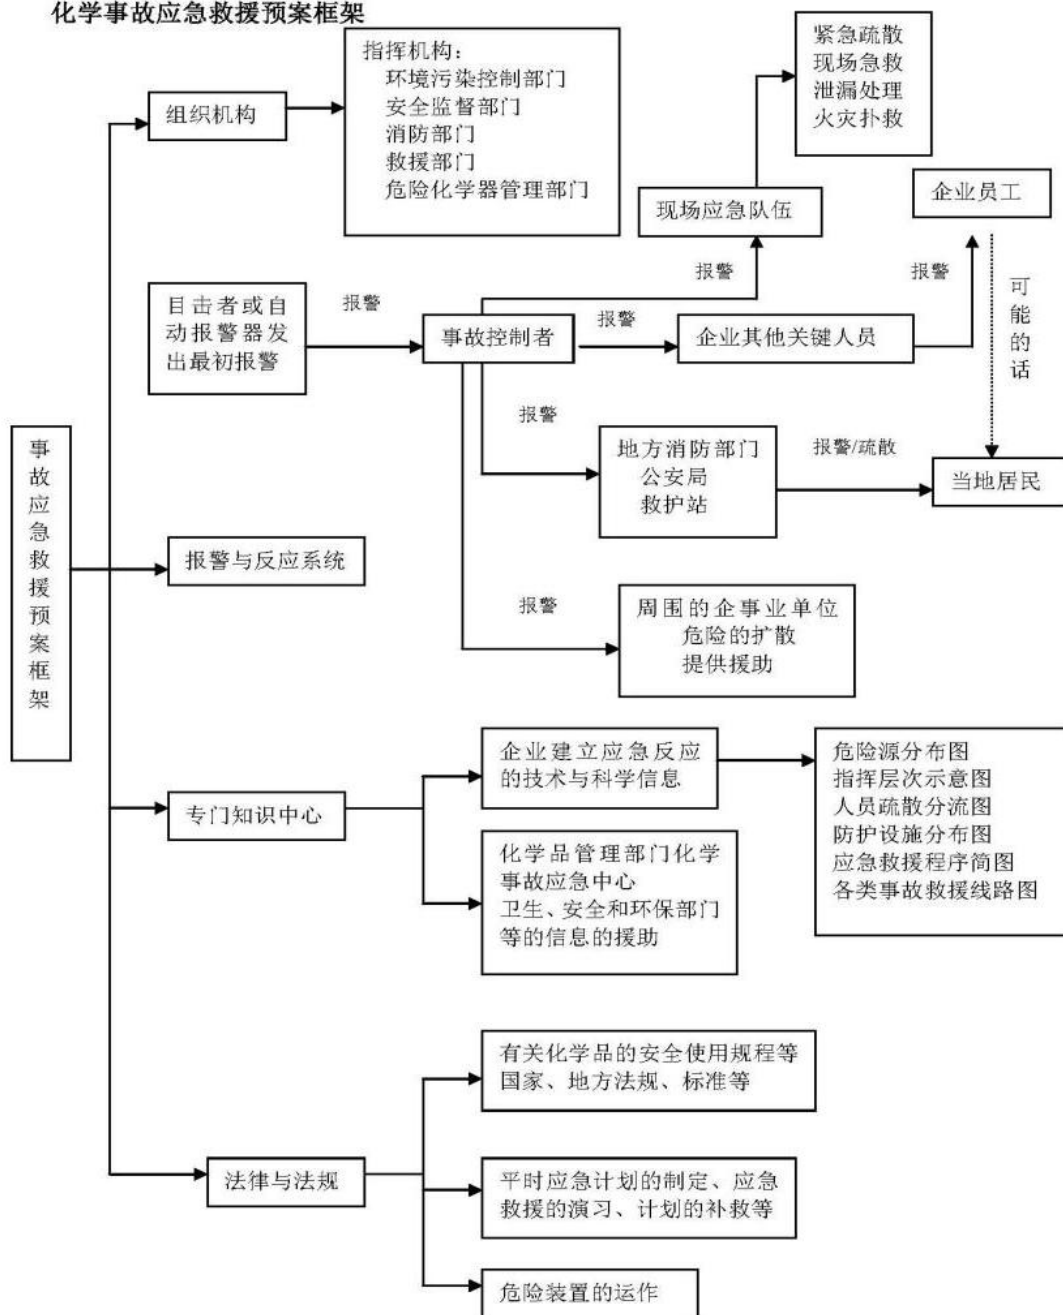 化学事故应急救援预案框架
指挥机构：
环境污染控制部门
安全监督部门
消防部门
救援部门
危险化学器管理部门
组织机构
紧急疏散
现场急救
泄漏处理
火灾扑救
现场应急队伍
企业员工
报警
报警
可能的话
目击者或自
动报警器发
出最初报警
报警
事故控制者
报警
企业其他关键人员
报警
地方消防部门
公安局
救护站
报警/疏散
当地居民
事故应急救援预案框架
报警与反应系统
报警
周围的企事业单位
危险的扩散
提供援助
专门知识中心
企业建立应急反应
的技术与科学信息
危险源分布图
指挥层次示意图
人员疏散分流图
防护设施分布图
应急救援程序简图
各类事故救援线路图
化学品管理部门化学
事故应急中心
卫生、安全和环保部门
等的信息的援助
有关化学品的安全使用规程等
国家、地方法规、标准等
法律与法规
平时应急计划的制定、应急
救援的演习、计划的补救等
危险装置的运作